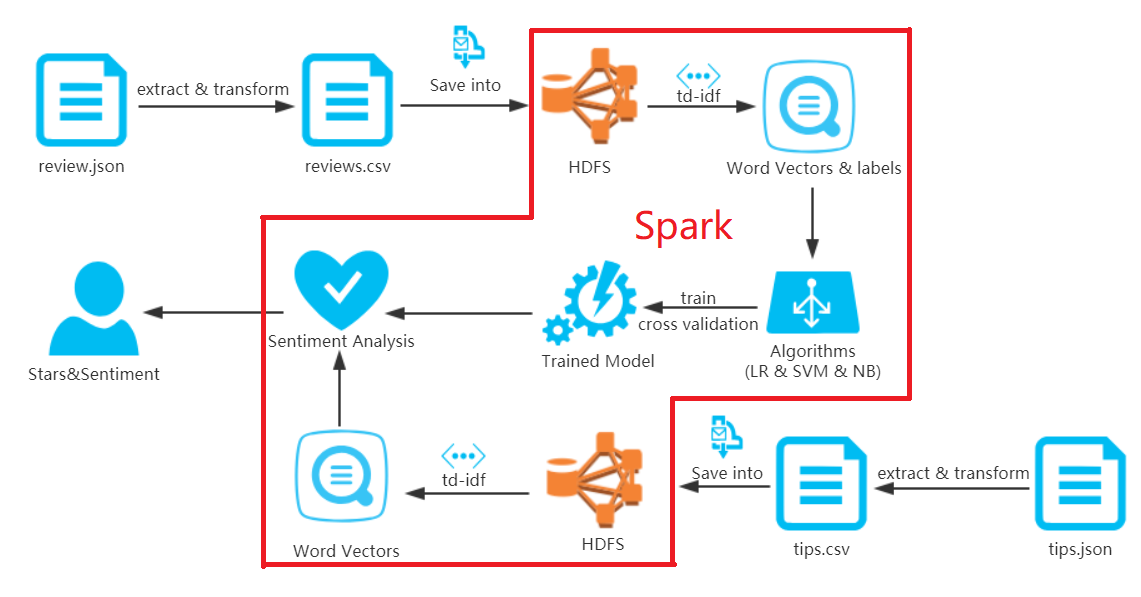 extract & transform
Save into
td-idf
review.json
reviews.csv
HDFS
Word Vectors & labels
Spark
train
cross validation
Sentiment Analysis
Trained Model
Algorithms
(LR & SVM & NB)
Stars&Sentiment
td-idf
Save into
extract & transform
Word Vectors
HDFS
tips.csv
tips.json